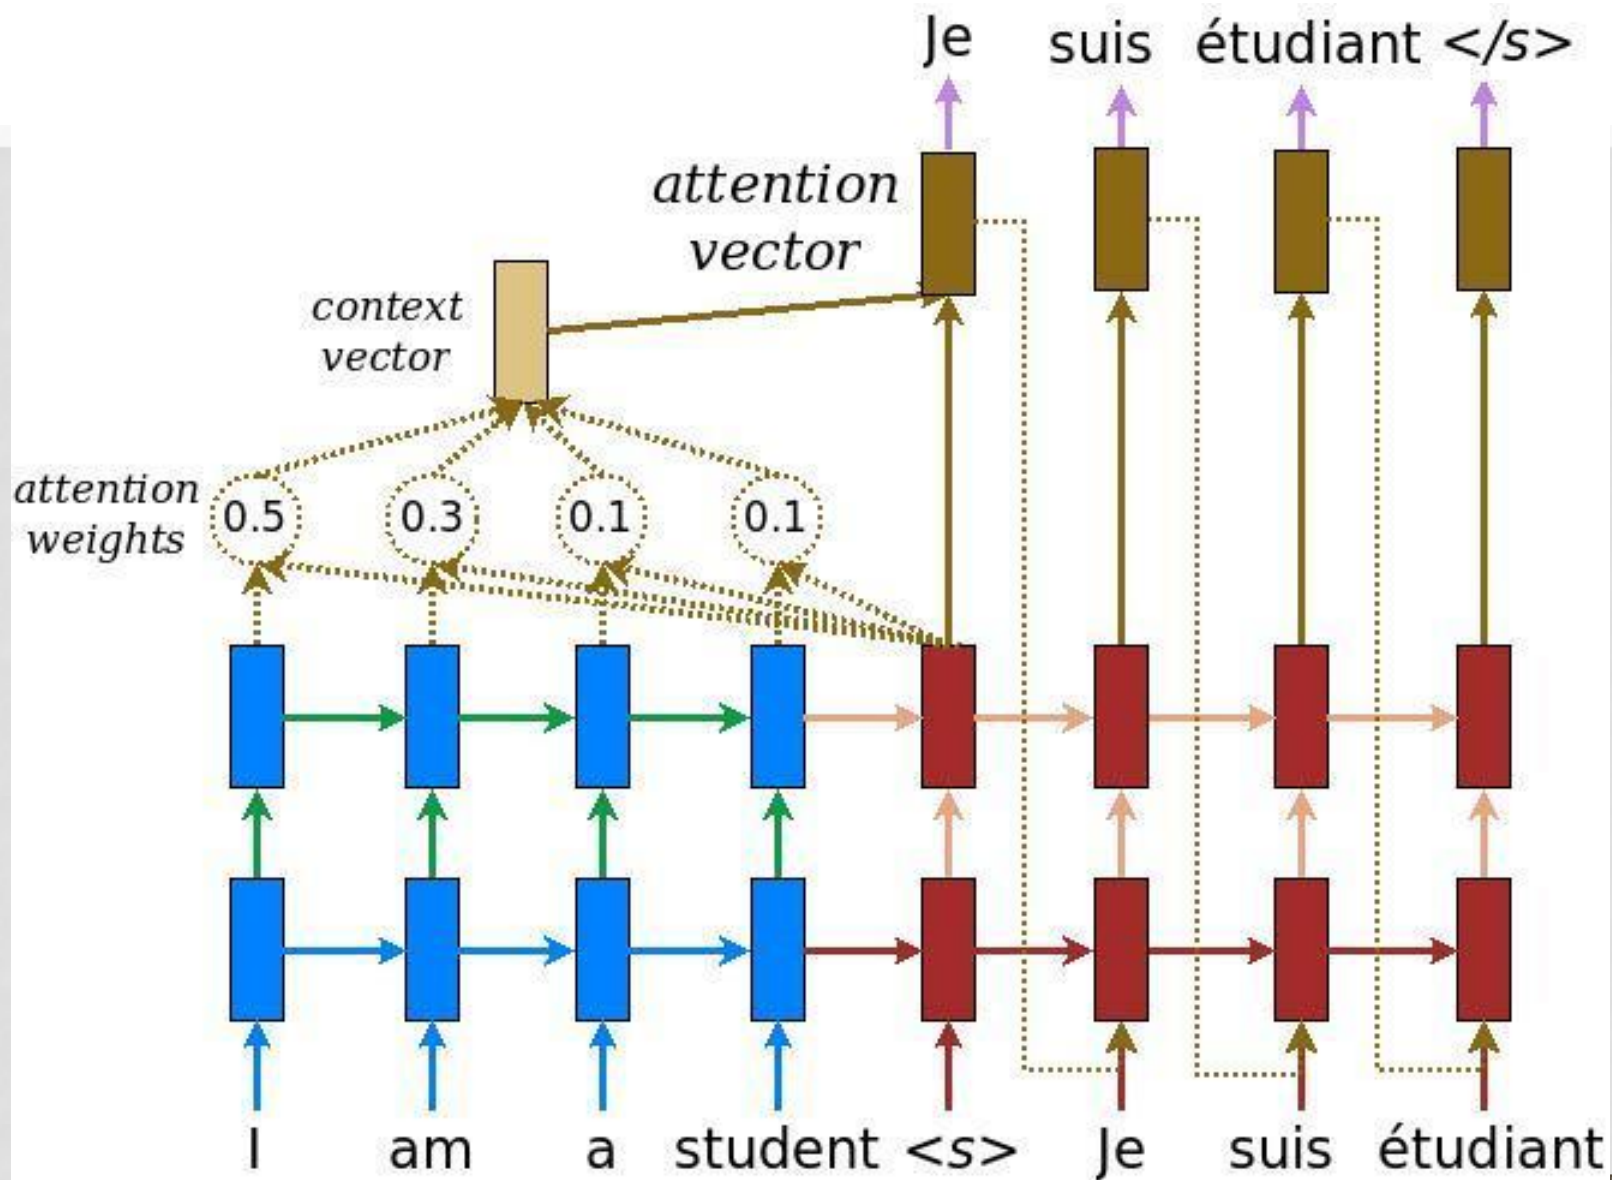 Je suis étudiant </s>
attention
vector
context
vector
attention
weights
0.5 0.3 0.1 0.1
I am a student <s> Je suis étudiant